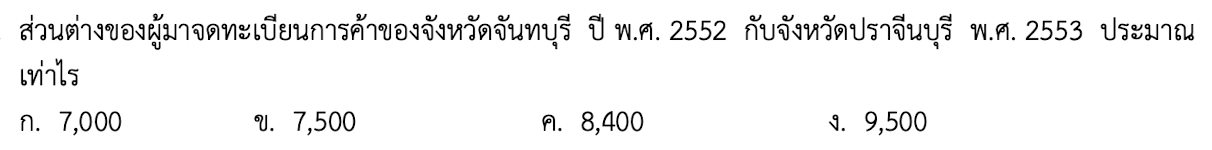 ส่วนต่างของผู้มาจดทะเบียนการค้าของจังหวัดจันทบุรี ปี พ.ศ. 2552 กับจังหวัดปราจีนบุรี พ.ศ. 2553 ประมาณ
เท่าไร
ก. 7,000 ข. 7,500 ค. 8,400 ง. 9,500